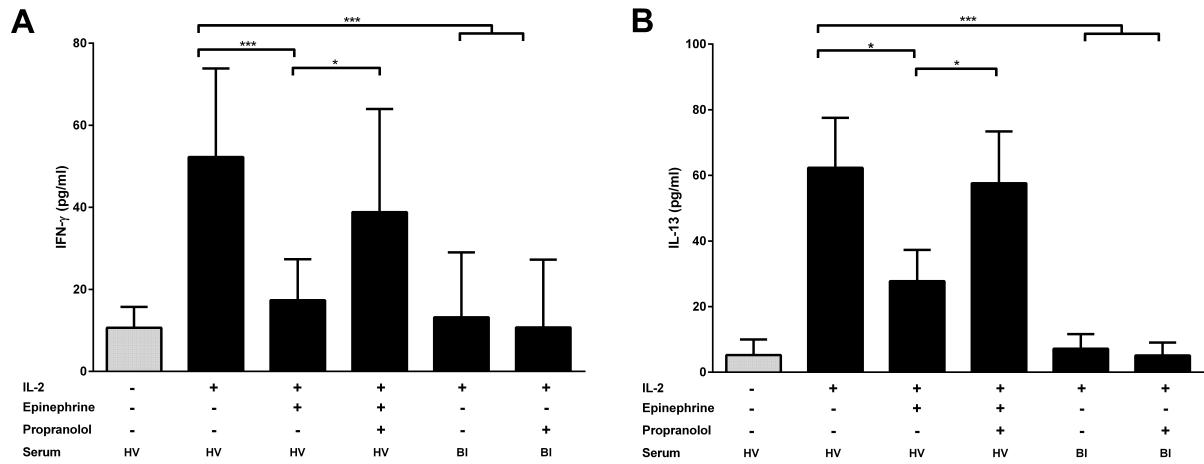 A
***
80
***
*
60
IFN-γ (pg/ml)
40
20
0
IL-2 - + + + + +
Epinephrine - - + + - -
Propranolol - - - + - +
Serum HV HV HV HV BI BI
B
***
100
*
*
80
IL-13 (pg/ml)
60
40
20
0
IL-2 - + + + + +
Epinephrine - - + + - -
Propranolol - - - + - +
Serum HV HV HV HV BI BI